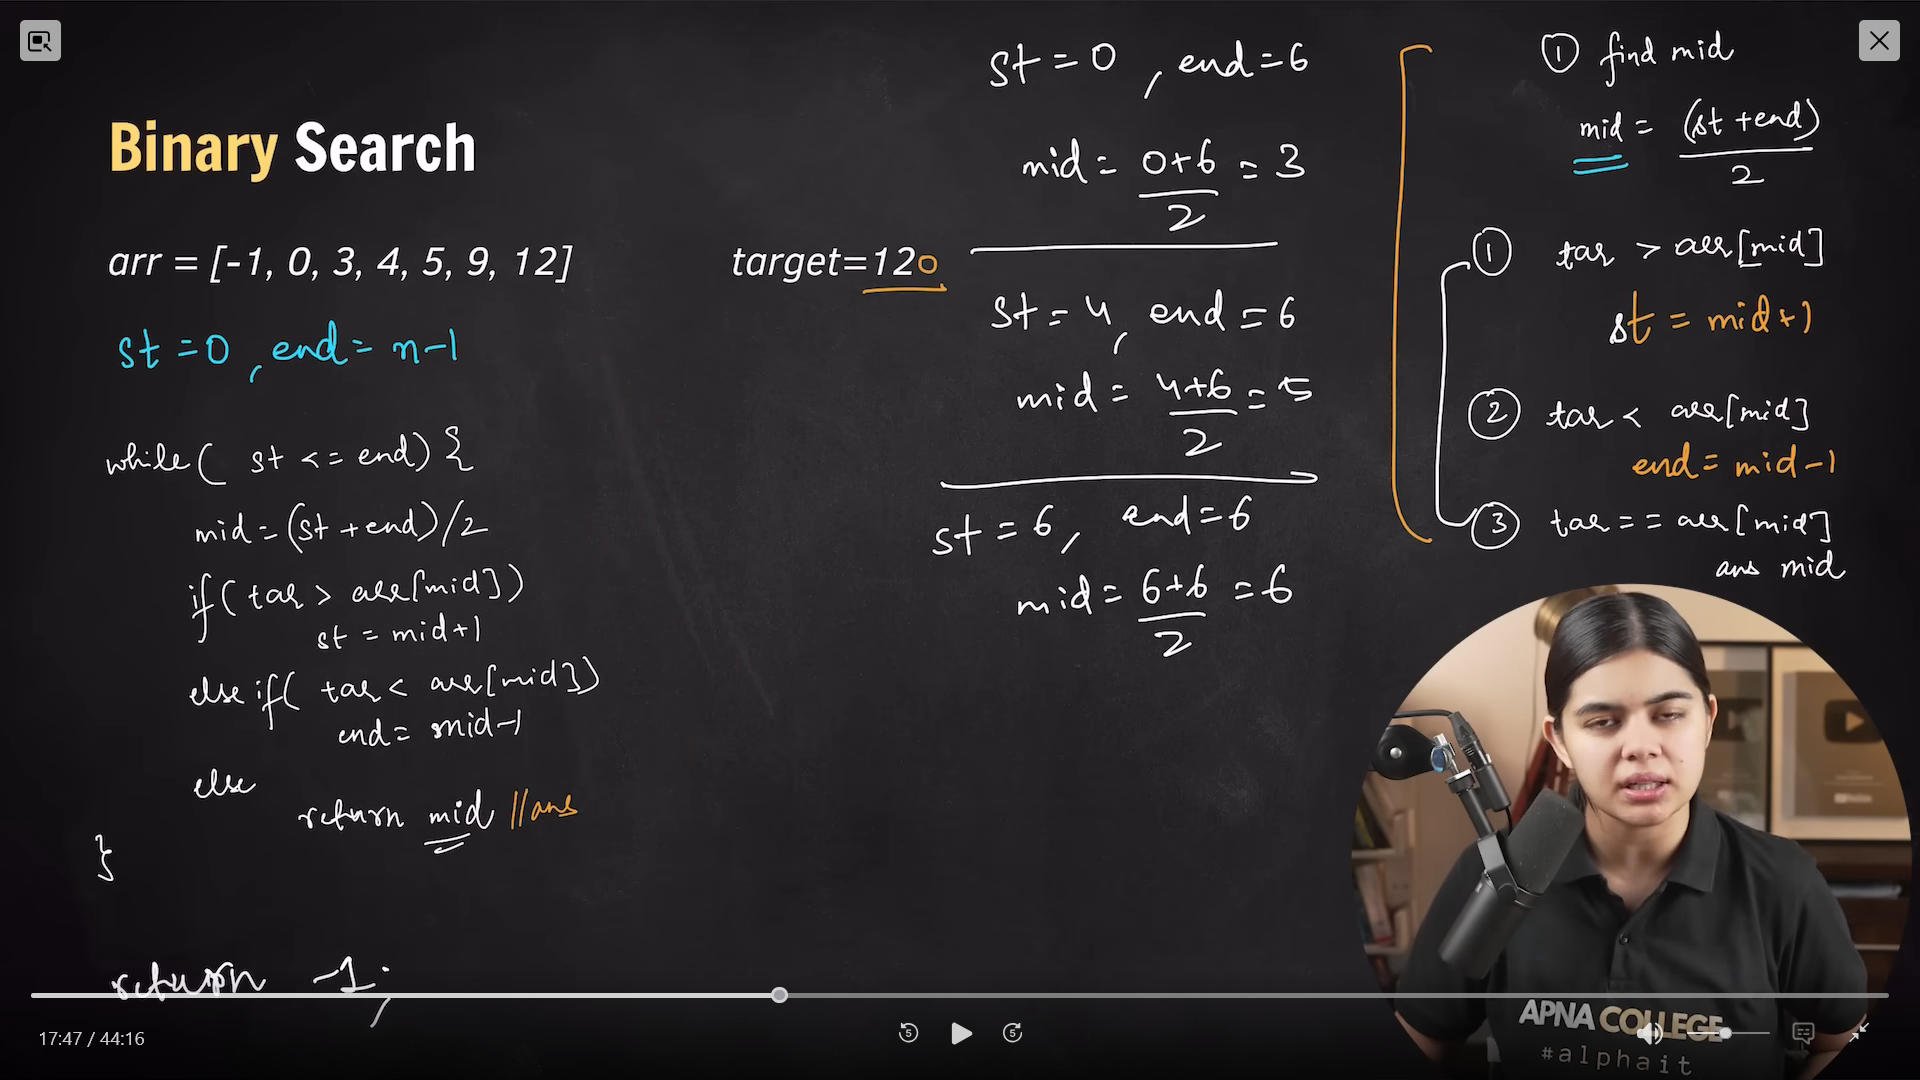 Binary Search
arr = [-1, 0, 3, 4, 5, 9, 12]
target=120
st = 0 , end = n-1
while( st <= end) {
mid = (st + end)/2
if( tar > arr[mid])
st = mid+1
else if( tar < arr[mid])
end = mid-1
else
return mid //ans
}
return -1;
st = 0 , end = 6
mid = 0+6 = 3
2
st = 4, end = 6
mid = 4+6 = 5
2
st = 6, end = 6
mid = 6+6 = 6
2
1 find mid
mid = (st + end)
2
1 tar > arr[mid]
st = mid+1
2 tar < arr[mid]
end = mid-1
3 tar == arr[mid]
ans mid
APNA COLLEGE
#alphait
17:47 / 44:16
5
5